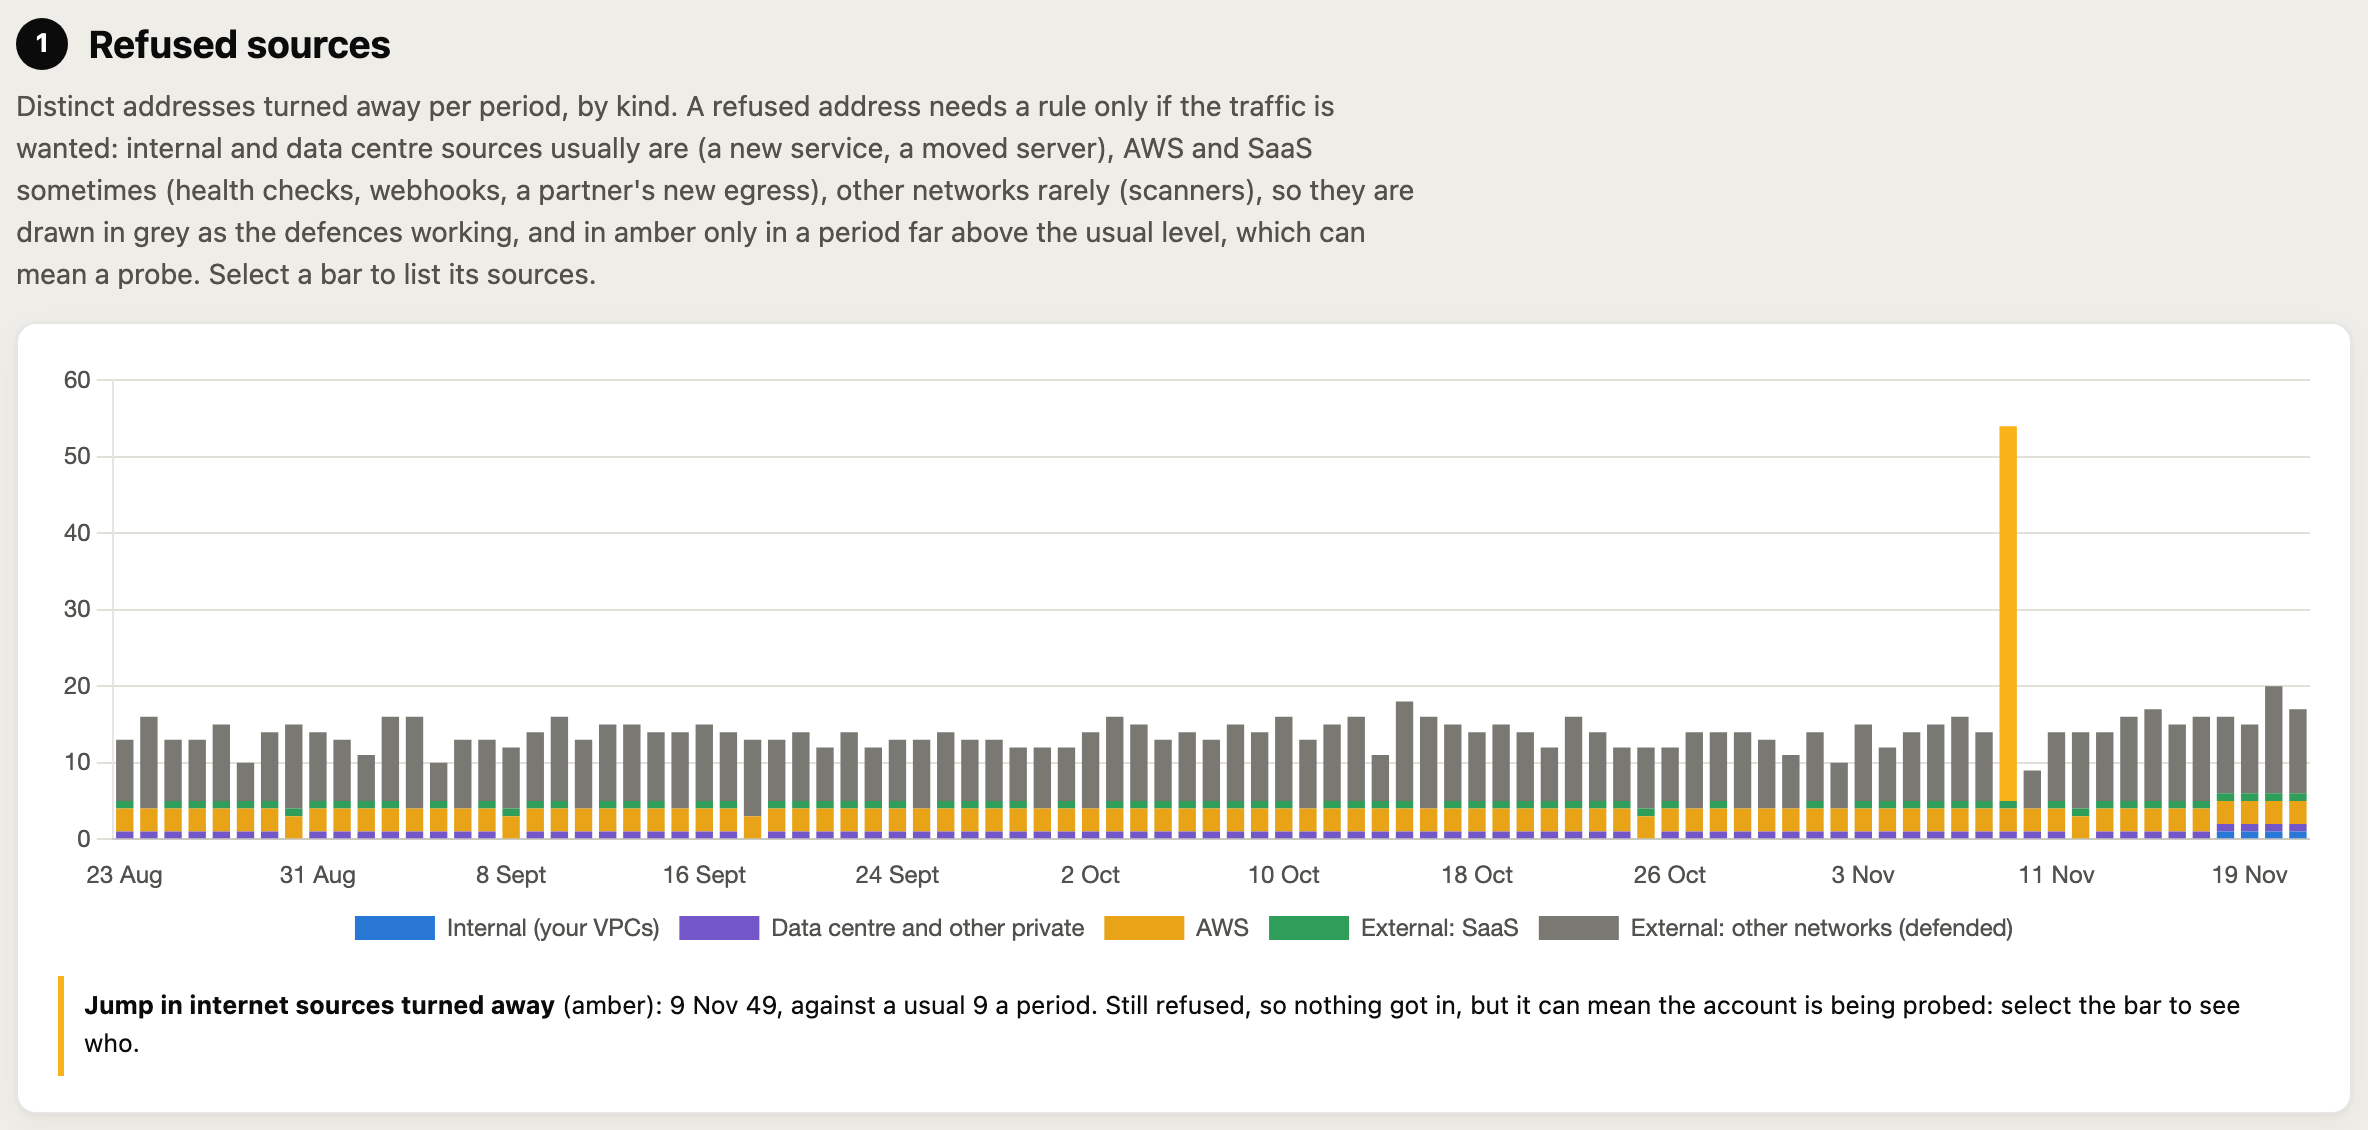 1 Refused sources
Distinct addresses turned away per period, by kind. A refused address needs a rule only if the traffic is
wanted: internal and data centre sources usually are (a new service, a moved server), AWS and SaaS
sometimes (health checks, webhooks, a partner's new egress), other networks rarely (scanners), so they are
drawn in grey as the defences working, and in amber only in a period far above the usual level, which can
mean a probe. Select a bar to list its sources.
60
50
40
30
20
10
0
23 Aug 31 Aug 8 Sept 16 Sept 24 Sept 2 Oct 10 Oct 18 Oct 26 Oct 3 Nov 11 Nov 19 Nov
Internal (your VPCs) Data centre and other private AWS External: SaaS External: other networks (defended)
Jump in internet sources turned away (amber): 9 Nov 49, against a usual 9 a period. Still refused, so nothing got in, but it can mean the account is being probed: select the bar to see
who.